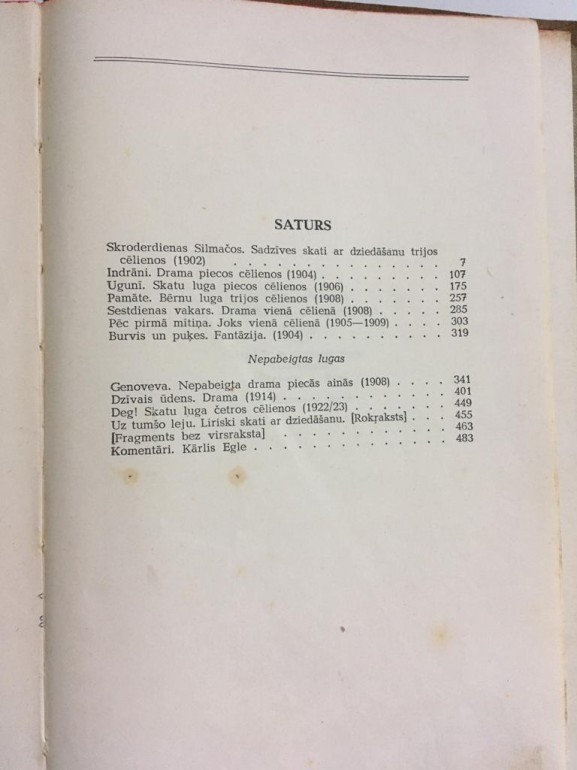 SATURS
Skroderdienas Silmačos. Sadzīves skati ar dziedāšanu trijos
cēlienos (1902) . . . . . . . . . . . . . . 7
Indrāni. Drama piecos cēlienos (1904) . . . . . . . . 107
Ugunī. Skatu luga piecos cēlienos (1906) . . . . . . 175
Pamāte. Bērnu luga trijos cēlienos (1908) . . . . . . 257
Sestdienas vakars. Drama vienā cēlienā (1908) . . . . 285
Pēc pirmā mītiņa. Joks vienā cēlienā (1905—1909) . . . . 303
Burvis un puķes. Fantāzija. (1904) . . . . . . . . . 319
Nepabeigtas lugas
Genoveva. Nepabeigta drama piecās ainās (1908) . . . . 341
Dzīvais ūdens. Drama (1914) . . . . . . . . . . . 401
Deg! Skatu luga četros cēlienos (1922/23) . . . . . . 449
Uz tumšo leju. Liriski skati ar dziedāšanu. [Rokŗaksts] . . . 455
[Fragments bez virsraksta] . . . . . . . . . . . 463
Komentāri. Kārlis Egle . . . . . . . . . . . . . 483